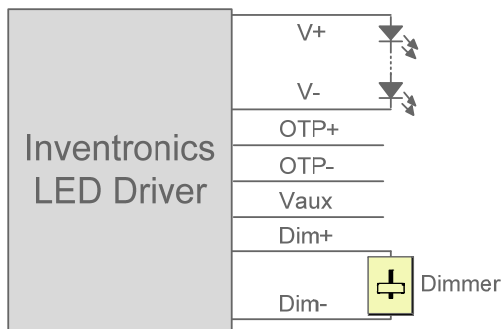 V+
V-
Inventronics
LED Driver
OTP+
OTP-
Vaux
Dim+
Dimmer
Dim-